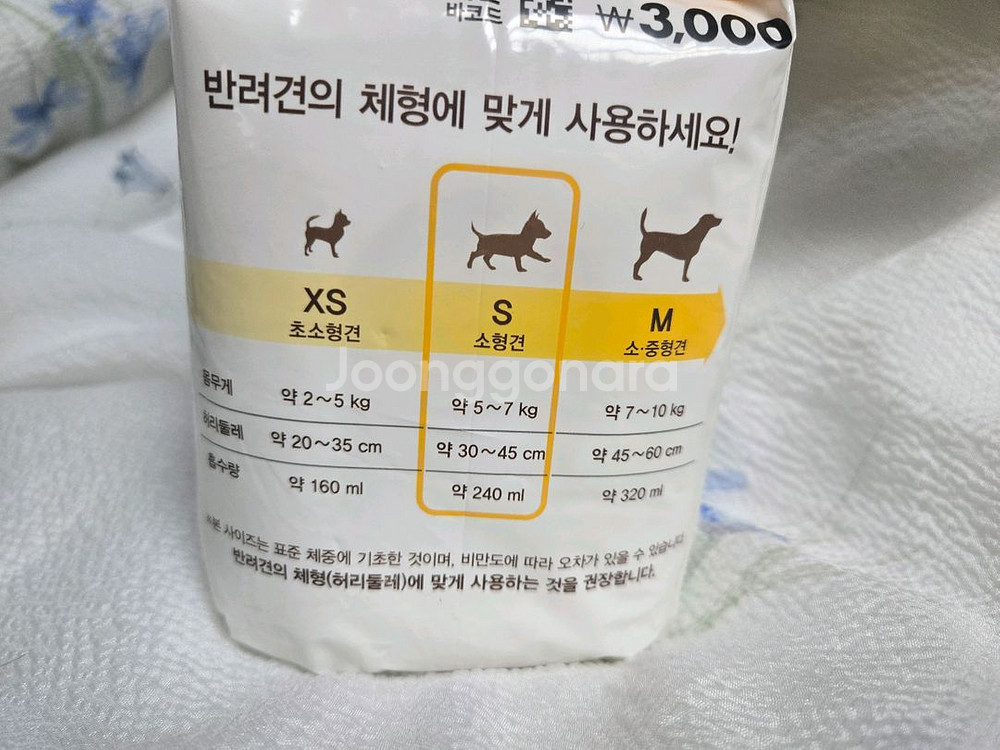 바코드 ₩3,000
반려견의 체형에 맞게 사용하세요!
XS S M
초소형견 소형견 소·중형견
Joonggonara
몸무게 약 2~5 kg 약 5~7 kg 약 7~10 kg
허리둘레 약 20~35 cm 약 30~45 cm 약 45~60 cm
흡수량 약 160 ml 약 240 ml 약 320 ml
※본 사이즈는 표준 체중에 기초한 것이며, 비만도에 따라 오차가 있을 수 있습니다.
반려견의 체형(허리둘레)에 맞게 사용하는 것을 권장합니다.